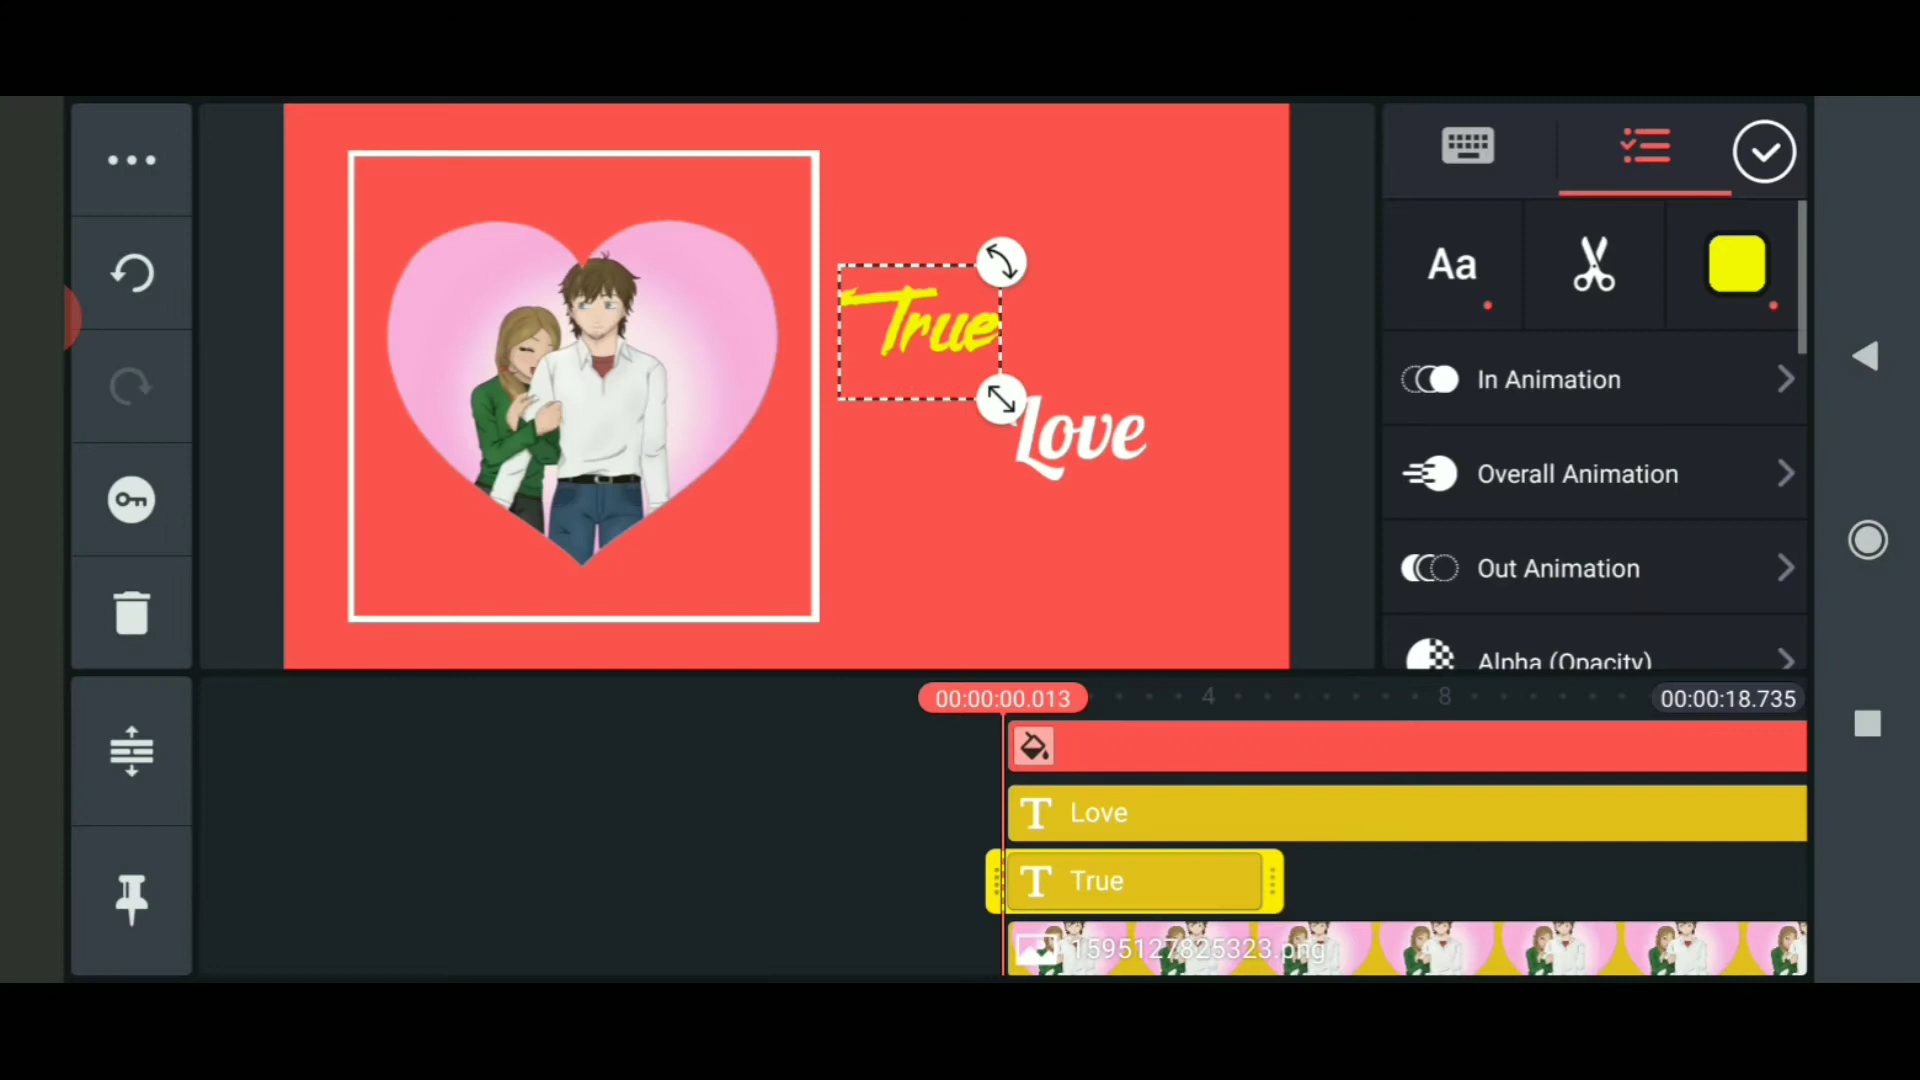 True
Love
Aa
In Animation
Overall Animation
Out Animation
Alpha (Opacity)
00:00:00.013
4
8
00:00:18.735
T Love
T True
1595127825323.png